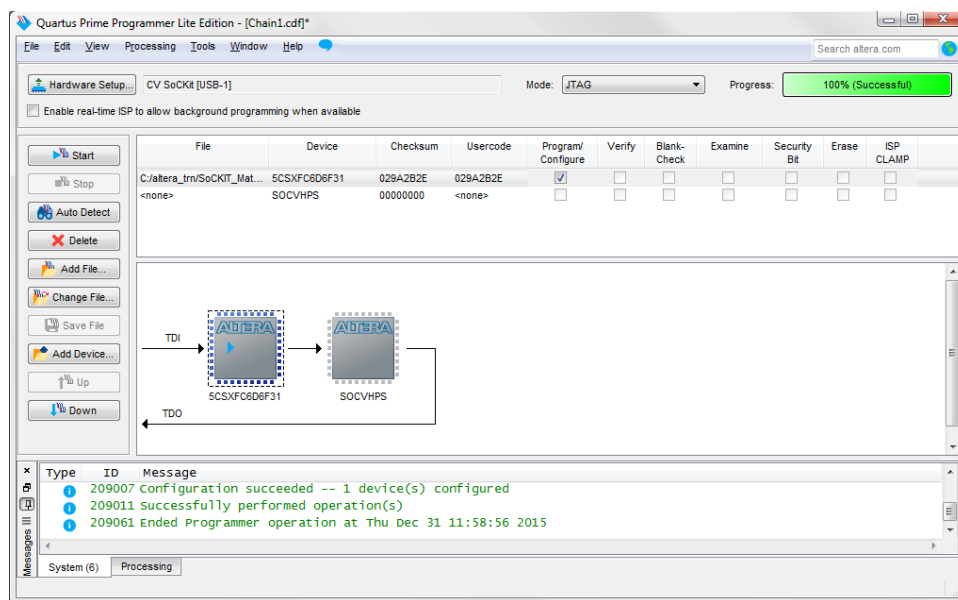 Quartus Prime Programmer Lite Edition - [Chain1.cdf]*
File Edit View Processing Tools Window Help
Search altera.com
Hardware Setup... CV SoCKit [USB-1] Mode: JTAG Progress: 100% (Successful)
Enable real-time ISP to allow background programming when available
Start
Stop
Auto Detect
Delete
Add File...
Change File...
Save File
Add Device...
Up
Down
File Device Checksum Usercode Program/ Configure Verify Blank- Check Examine Security Bit Erase ISP CLAMP
C:/altera_trn/SoCKIT_Mat... 5CSXFC6D6F31 029A2B2E 029A2B2E
<none> SOCVHPS 00000000 <none>
TDI
ALTERA
ALTERA
5CSXFC6D6F31
SOCVHPS
TDO
Messages
Type ID Message
209007 Configuration succeeded -- 1 device(s) configured
209011 Successfully performed operation(s)
209061 Ended Programmer operation at Thu Dec 31 11:58:56 2015
System (6) Processing